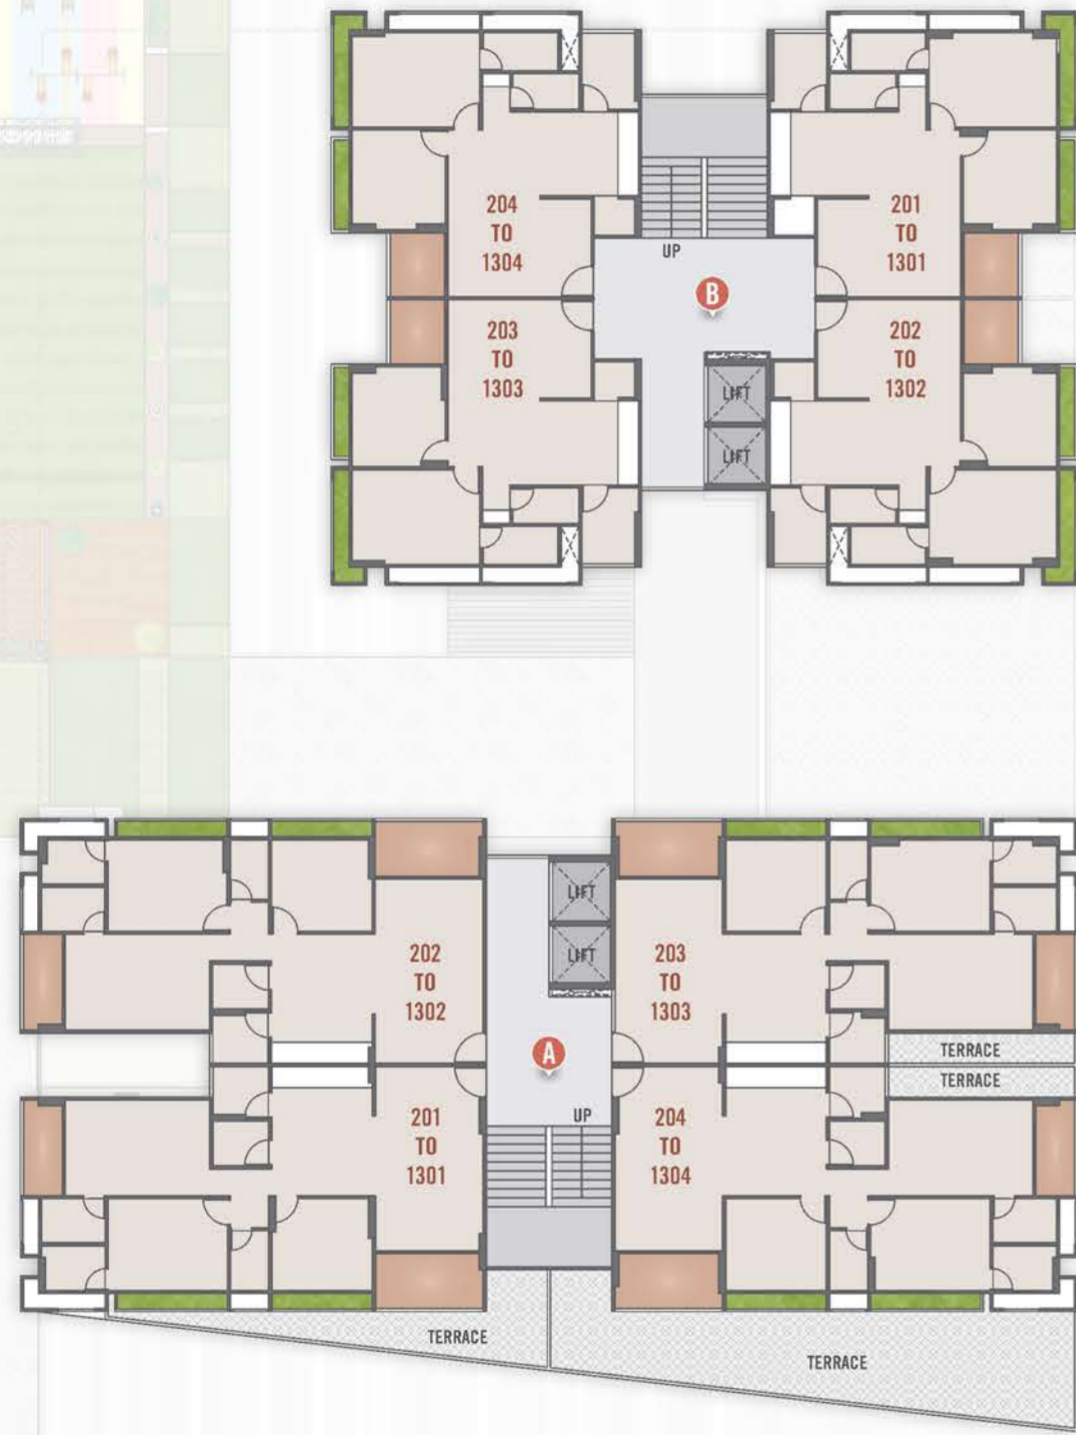 204
TO
1304
201
TO
1301
UP
B
203
TO
1303
202
TO
1302
LIFT
LIFT
LIFT
LIFT
202
TO
1302
203
TO
1303
A
TERRACE
TERRACE
UP
201
TO
1301
204
TO
1304
TERRACE
TERRACE